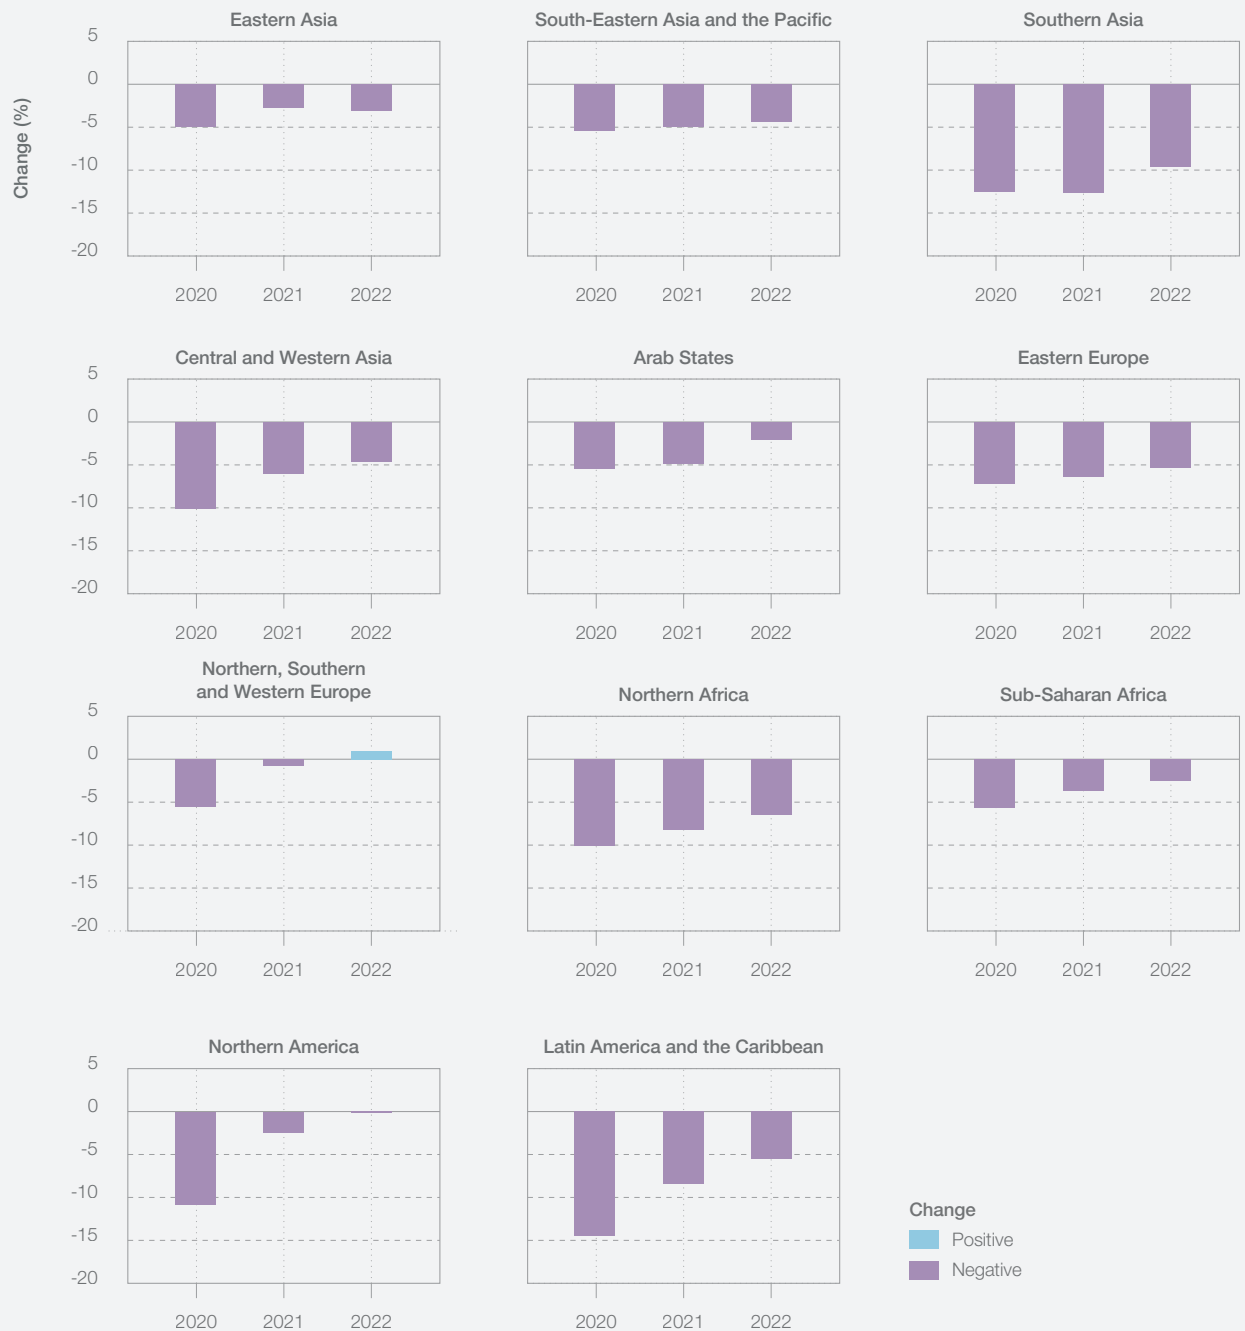 Eastern Asia
South-Eastern Asia and the Pacific
Southern Asia
Change (%)
5
0
-5
-10
-15
-20
2020 2021 2022
2020 2021 2022
2020 2021 2022
Central and Western Asia
Arab States
Eastern Europe
5
0
-5
-10
-15
-20
2020 2021 2022
2020 2021 2022
2020 2021 2022
Northern, Southern
and Western Europe
Northern Africa
Sub-Saharan Africa
5
0
-5
-10
-15
-20
2020 2021 2022
2020 2021 2022
2020 2021 2022
Northern America
Latin America and the Caribbean
5
0
-5
-10
-15
-20
2020 2021 2022
2020 2021 2022
Change
Positive
Negative